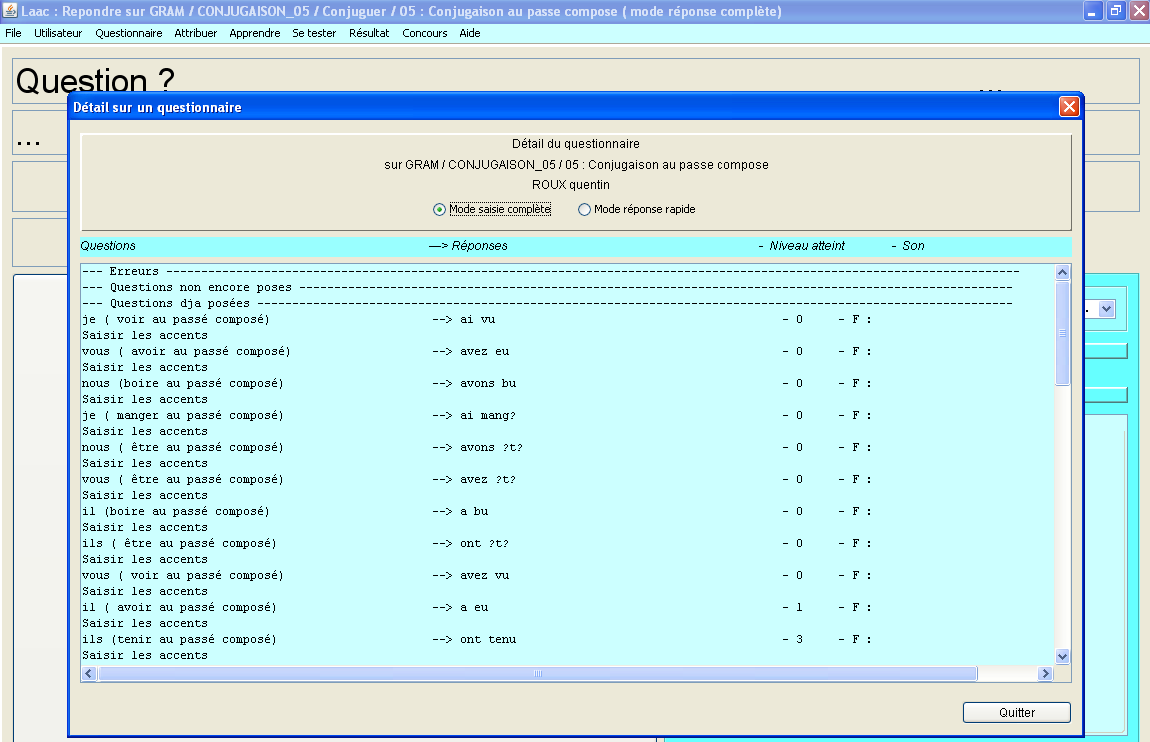 Laac : Repondre sur GRAM / CONJUGAISON_05 / Conjuguer / 05 : Conjugaison au passe compose ( mode réponse complète)
File Utilisateur Questionnaire Attribuer Apprendre Se tester Résultat Concours Aide
Question ? ...
...
Détail sur un questionnaire
Détail du questionnaire
sur GRAM / CONJUGAISON_05 / 05 : Conjugaison au passe compose
ROUX quentin
Mode saisie complète Mode réponse rapide
Questions —> Réponses - Niveau atteint - Son
--- Erreurs --------------------------------------------------------------------------------------------------------------------------
--- Questions non encore poses ------------------------------------------------------------------------------------------------------
--- Questions dja posées ------------------------------------------------------------------------------------------------------------
je ( voir au passé composé) --> ai vu - 0 - F :
Saisir les accents
vous ( avoir au passé composé) --> avez eu - 0 - F :
Saisir les accents
nous (boire au passé composé) --> avons bu - 0 - F :
Saisir les accents
je ( manger au passé composé) --> ai mang? - 0 - F :
Saisir les accents
nous ( être au passé composé) --> avons ?t? - 0 - F :
Saisir les accents
vous ( être au passé composé) --> avez ?t? - 0 - F :
Saisir les accents
il (boire au passé composé) --> a bu - 0 - F :
Saisir les accents
ils ( être au passé composé) --> ont ?t? - 0 - F :
Saisir les accents
vous ( voir au passé composé) --> avez vu - 0 - F :
Saisir les accents
il ( avoir au passé composé) --> a eu - 1 - F :
Saisir les accents
ils (tenir au passé composé) --> ont tenu - 3 - F :
Saisir les accents
Quitter